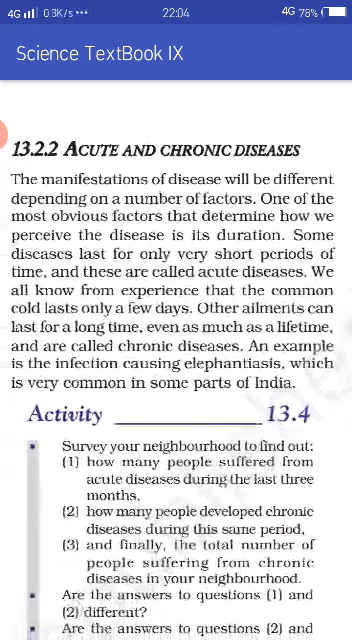 4G 0.3K/s ••• 22:04 4G 78%
Science TextBook IX
13.2.2 ACUTE AND CHRONIC DISEASES
The manifestations of disease will be different
depending on a number of factors. One of the
most obvious factors that determine how we
perceive the disease is its duration. Some
diseases last for only very short periods of
time, and these are called acute diseases. We
all know from experience that the common
cold lasts only a few days. Other ailments can
last for a long time, even as much as a lifetime,
and are called chronic diseases. An example
is the infection causing elephantiasis, which
is very common in some parts of India.
Activity 13.4
• Survey your neighbourhood to find out:
(1) how many people suffered from
acute diseases during the last three
months,
(2) how many people developed chronic
diseases during this same period,
(3) and finally, the total number of
people suffering from chronic
diseases in your neighbourhood.
• Are the answers to questions (1) and
(2) different?
• Are the answers to questions (2) and